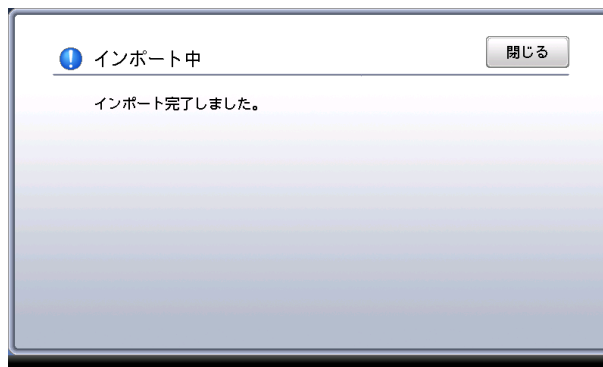 インポート中
閉じる
インポート完了しました。